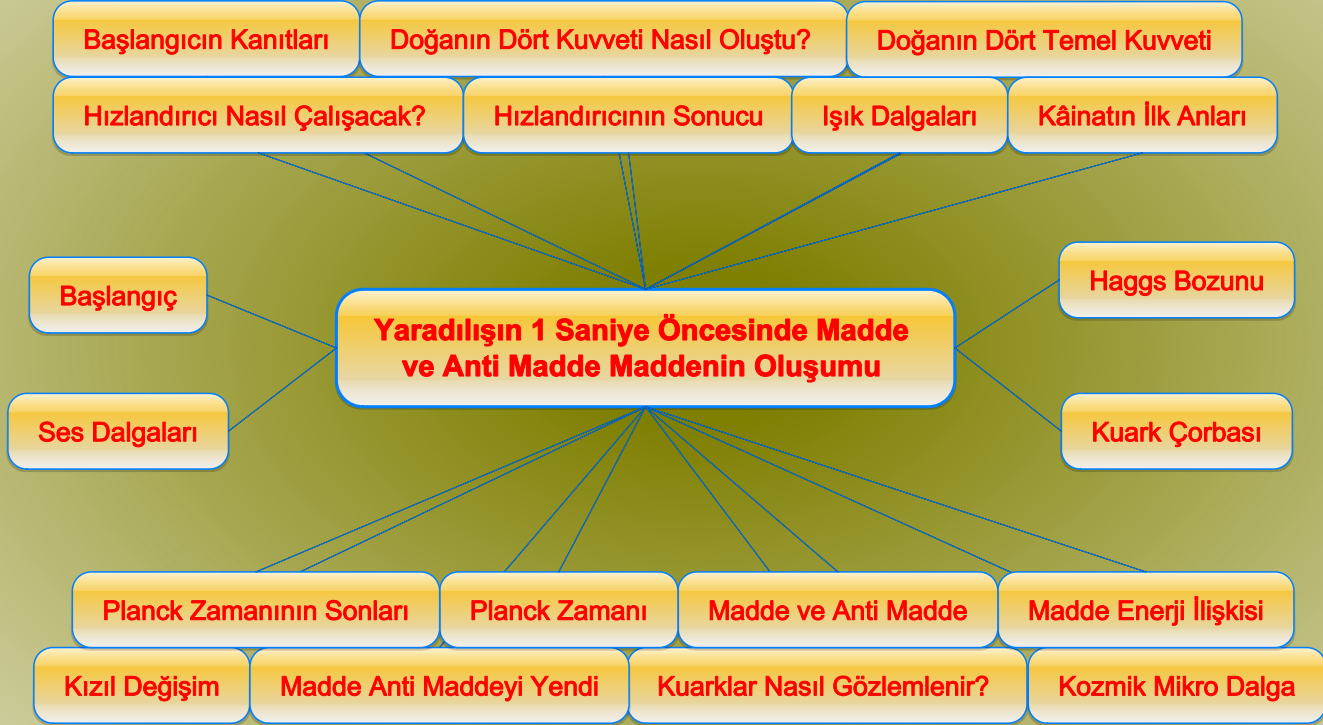 Başlangıcın Kanıtları
Doğanın Dört Kuvveti Nasıl Oluştu?
Doğanın Dört Temel Kuvveti
Hızlandırıcı Nasıl Çalışacak?
Hızlandırıcının Sonucu
Işık Dalgaları
Kâinatın İlk Anları
Başlangıç
Haggs Bozunu
Yaradılışın 1 Saniye Öncesinde Madde
ve Anti Madde Maddenin Oluşumu
Ses Dalgaları
Kuark Çorbası
Planck Zamanının Sonları
Planck Zamanı
Madde ve Anti Madde
Madde Enerji İlişkisi
Kızıl Değişim
Madde Anti Maddeyi Yendi
Kuarklar Nasıl Gözlemlenir?
Kozmik Mikro Dalga